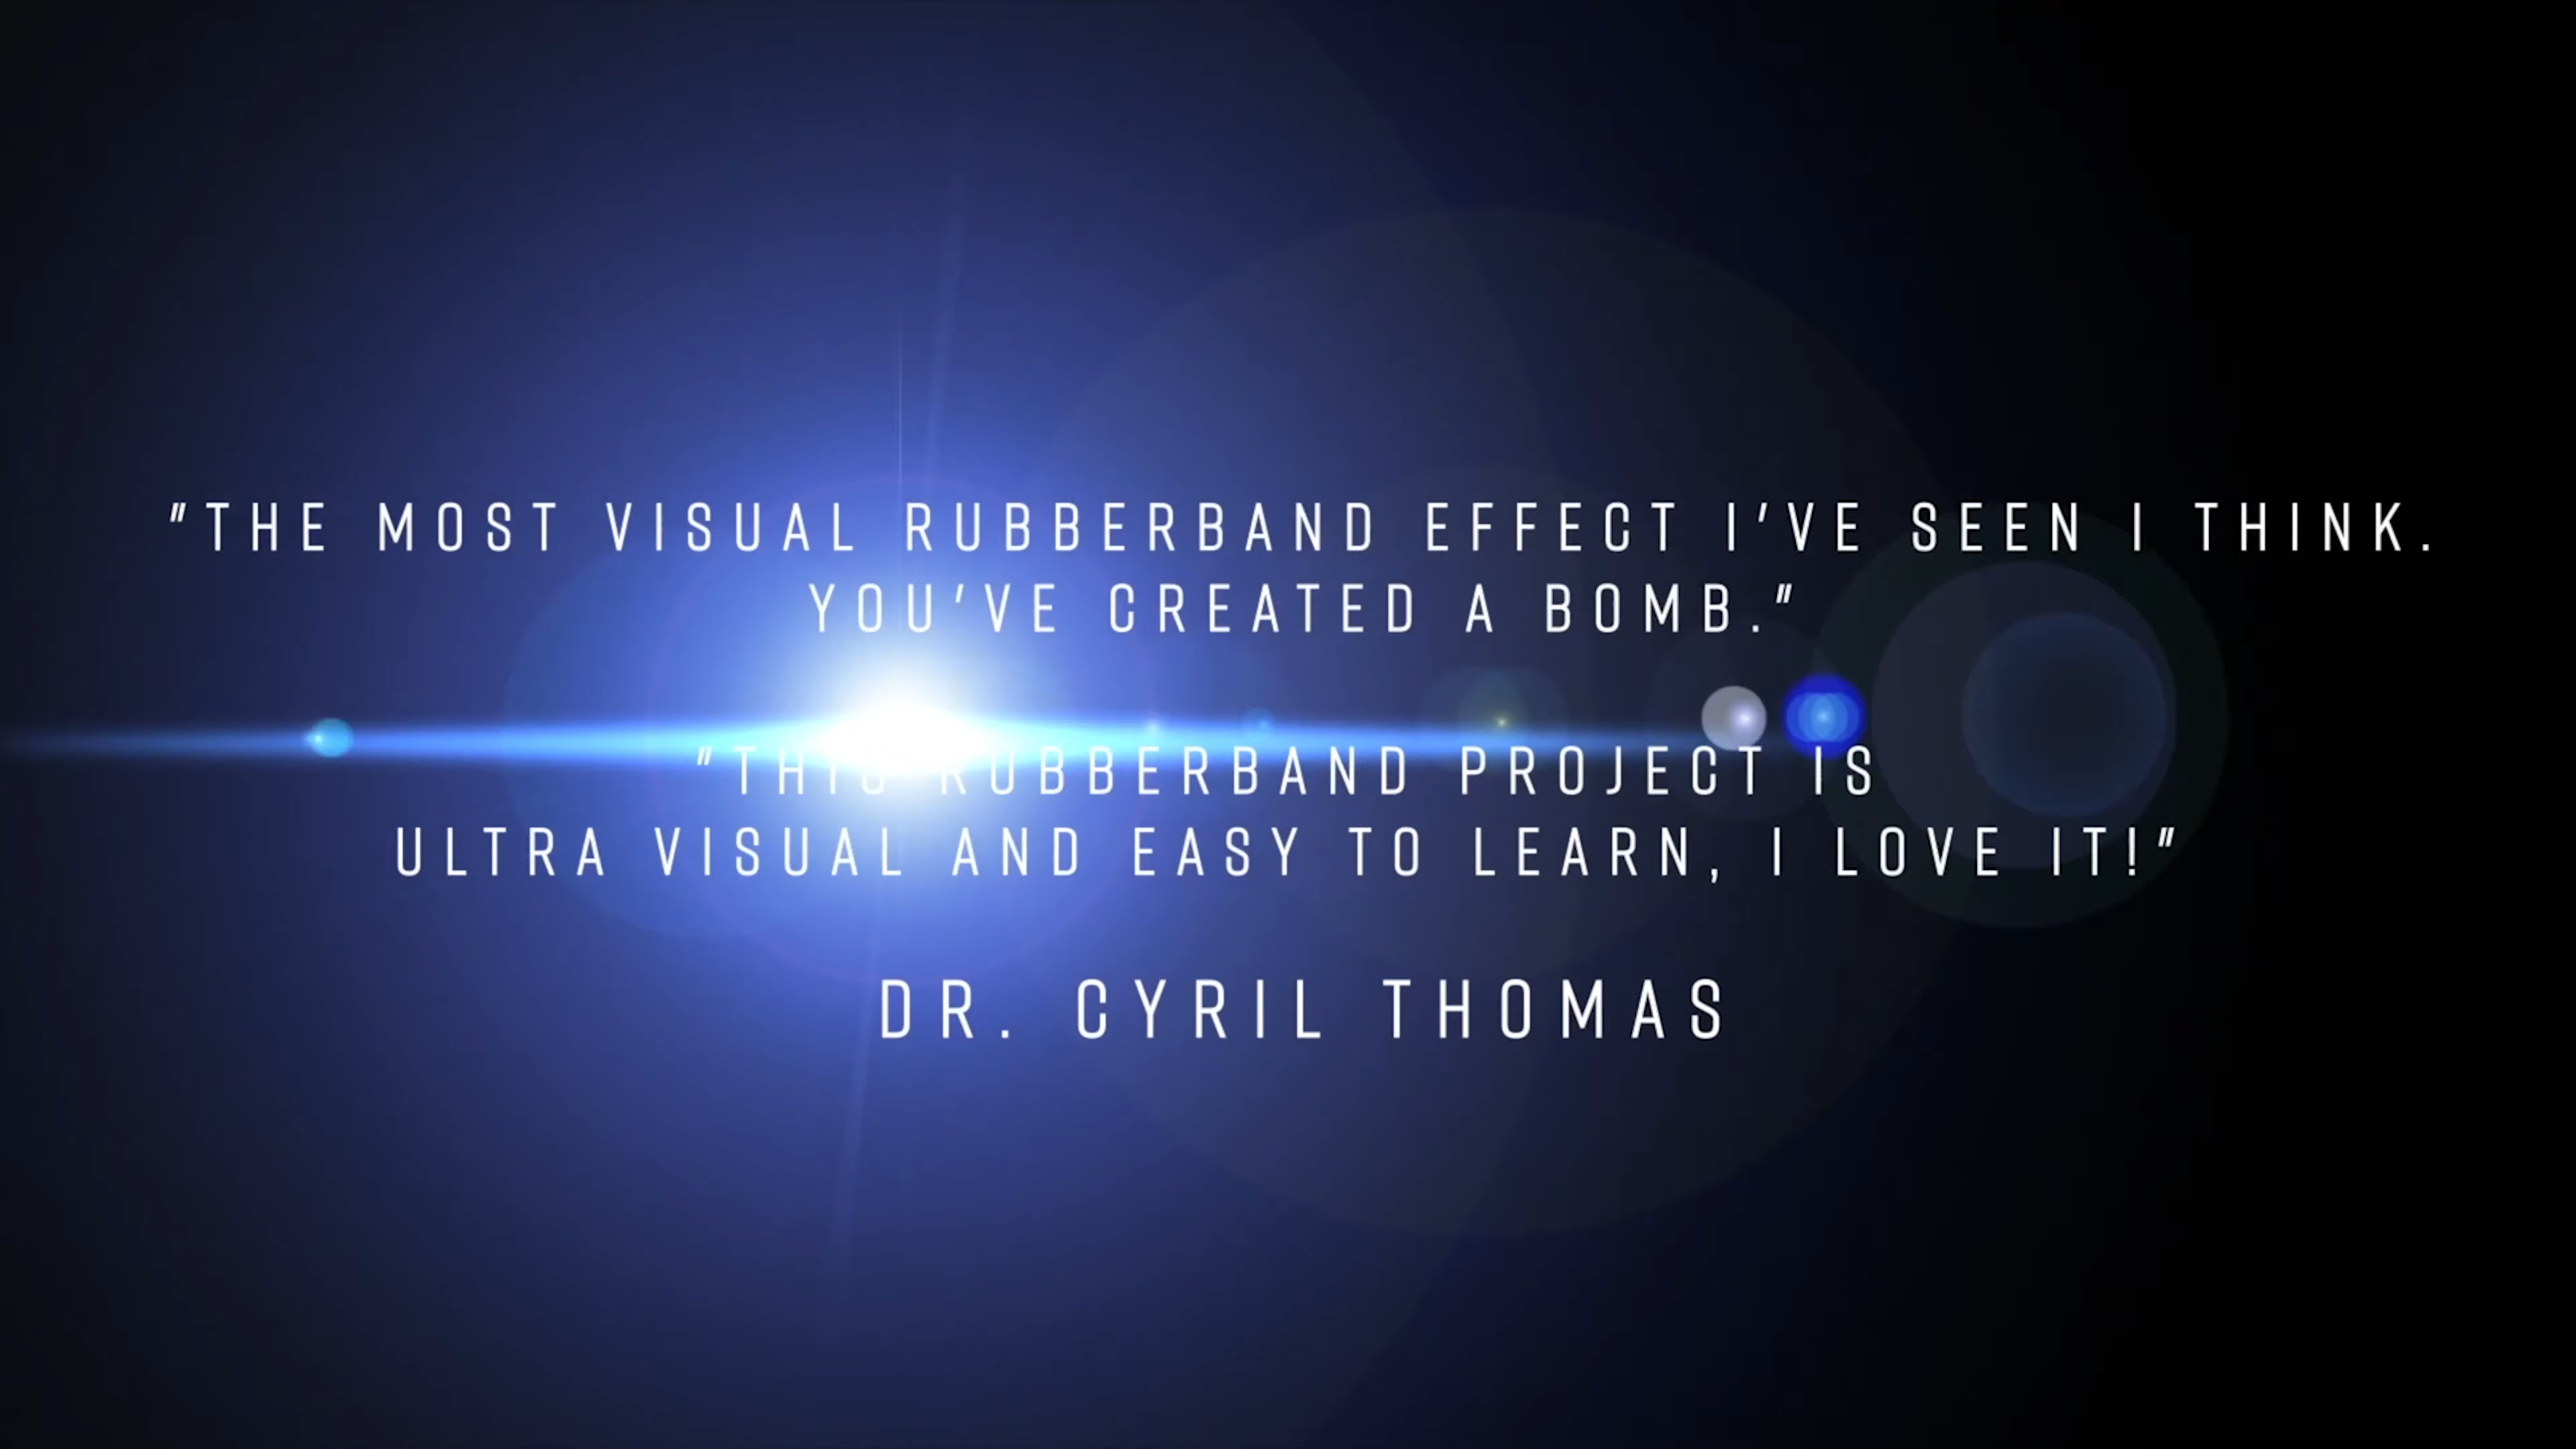 "THE MOST VISUAL RUBBERBAND EFFECT I'VE SEEN I THINK.
YOU'VE CREATED A BOMB."
"THIS RUBBERBAND PROJECT IS
ULTRA VISUAL AND EASY TO LEARN, I LOVE IT!"
DR. CYRIL THOMAS